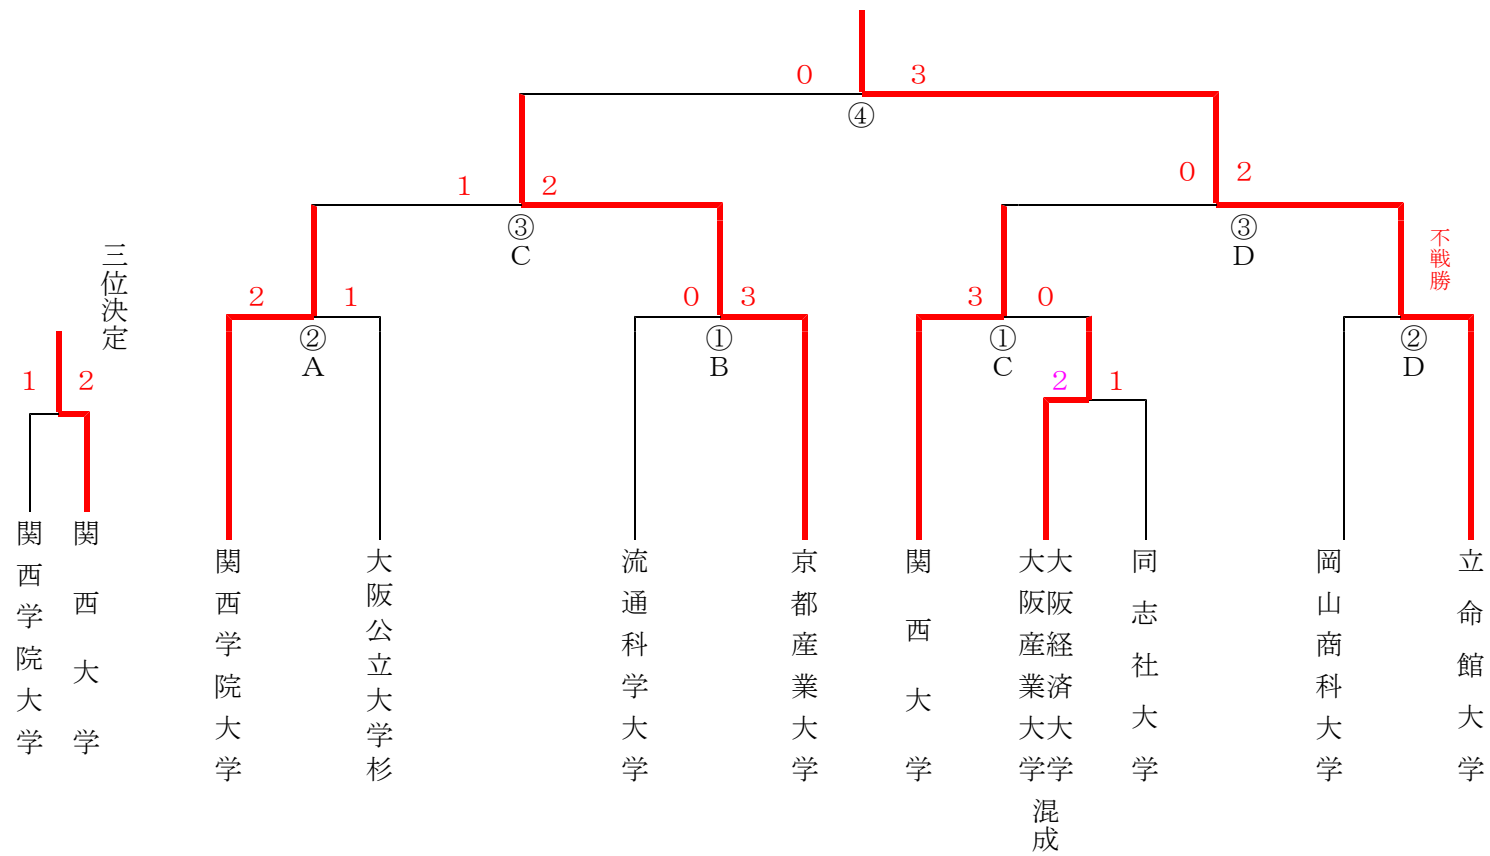 ０ ３
④
１ ２
０ ２
③
C
③
D
不戦勝
三位決定
２ １
０ ３
３ ０
②
A
①
B
①
C
②
D
１ ２
２ １
関西学院大学
関西大学
関西学院大学
大阪公立大学杉
流通科学大学
京都産業大学
関西大学
大阪経済大学
大阪産業大学
混成
同志社大学
岡山商科大学
立命館大学